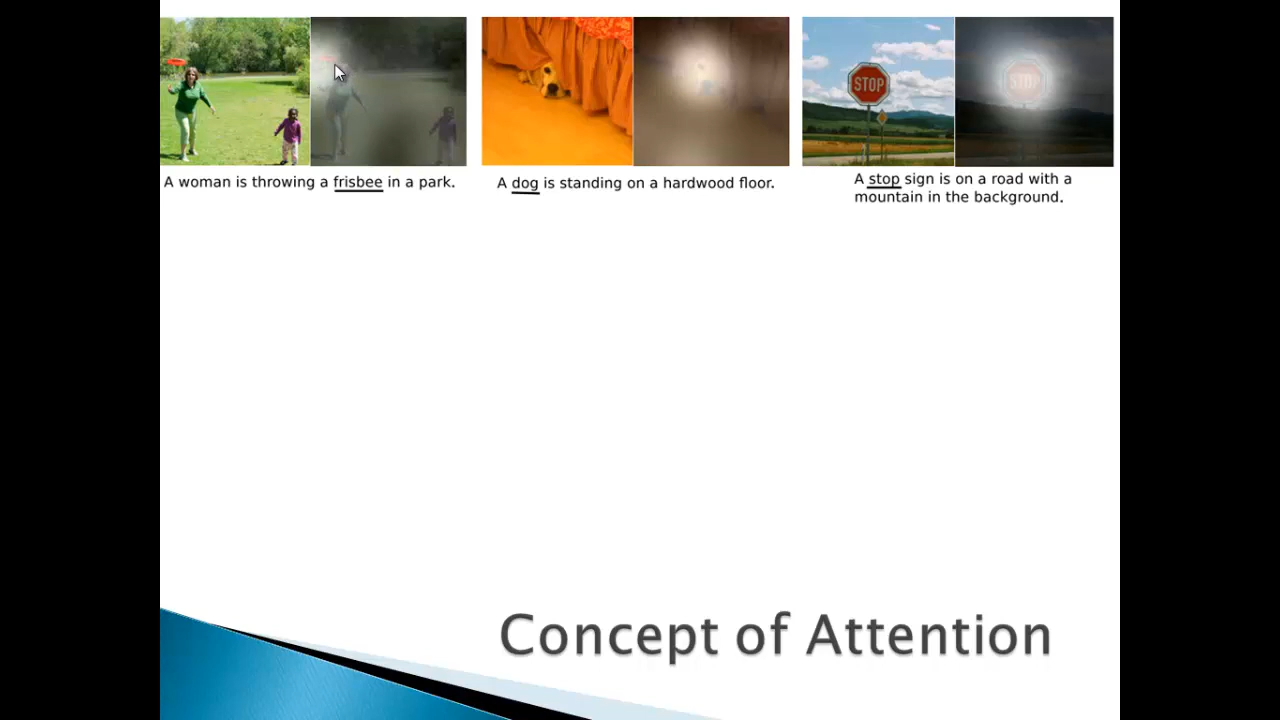 STOP
STOP
A woman is throwing a frisbee in a park.
A dog is standing on a hardwood floor.
A stop sign is on a road with a
mountain in the background.
Concept of Attention